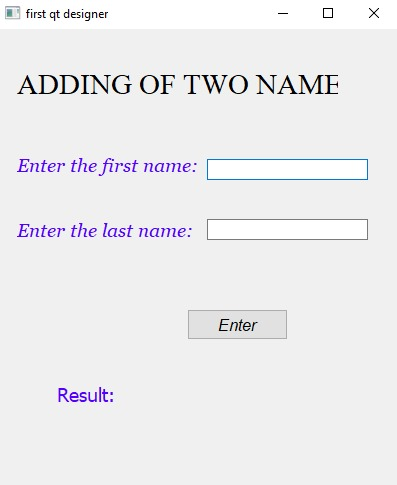 first qt designer
ADDING OF TWO NAME
Enter the first name:
Enter the last name:
Enter
Result: